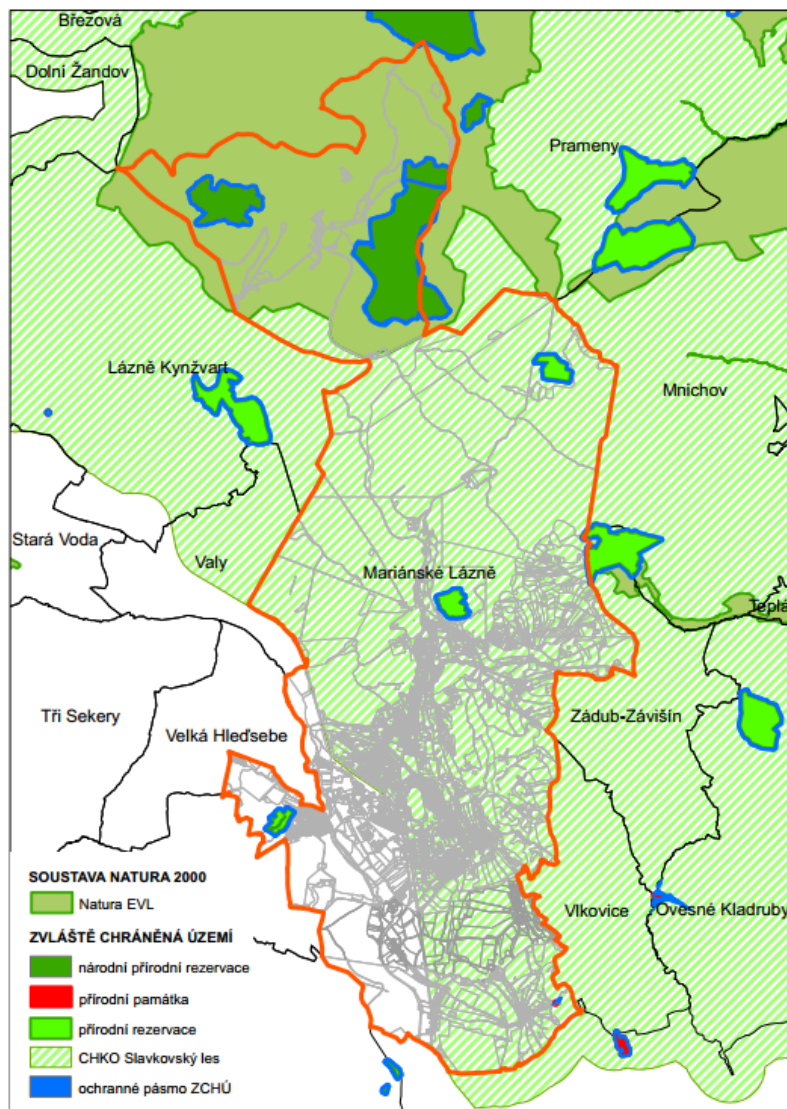 Březová
Dolní Žandov
Prameny
Lázně Kynžvart
Mnichov
Stará Voda
Valy
Mariánské Lázně
Teplá
Tři Sekery
Velká Hleďsebe
Zádub-Závišín
Vlkovice
Ovesné Kladruby
SOUSTAVA NATURA 2000
Natura EVL
ZVLÁŠTĚ CHRÁNĚNÁ ÚZEMÍ
národní přírodní rezervace
přírodní památka
přírodní rezervace
CHKO Slavkovský les
ochranné pásmo ZCHÚ